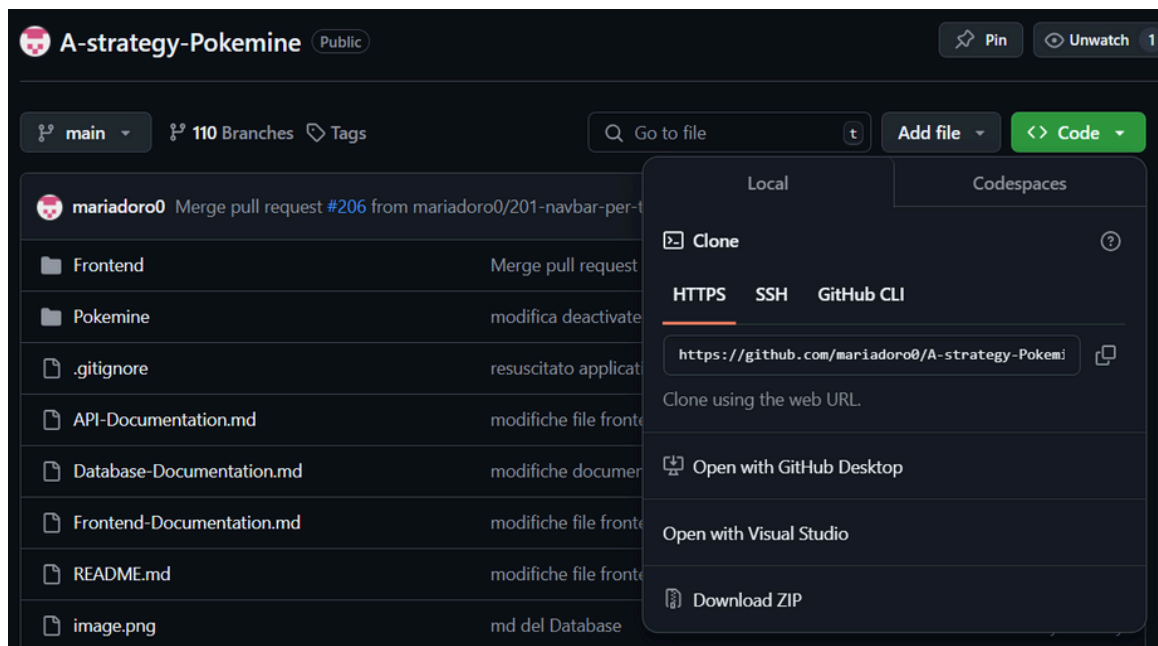 A-strategy-Pokemine Public
Pin
Unwatch 1
main
110 Branches
Tags
Go to file
t
Add file
Code
mariadoro0 Merge pull request #206 from mariadoro0/201-navbar-per-t
Frontend Merge pull request
Pokemine modifica deactivate
.gitignore resuscitato applicati
API-Documentation.md modifiche file fronte
Database-Documentation.md modifiche documen
Frontend-Documentation.md modifiche file fronte
README.md modifiche file fronte
image.png md del Database
Local Codespaces
Clone
HTTPS SSH GitHub CLI
https://github.com/mariadoro0/A-strategy-Pokemi
Clone using the web URL.
Open with GitHub Desktop
Open with Visual Studio
Download ZIP